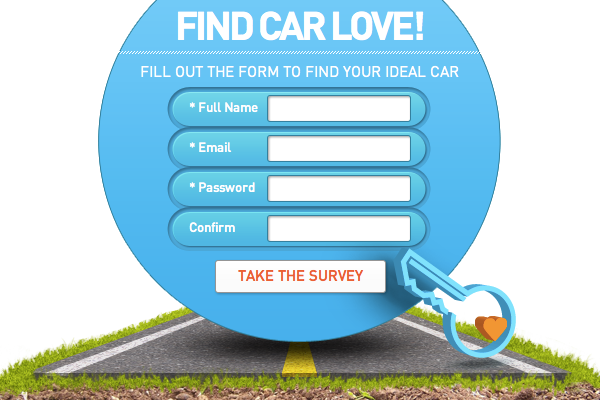 FIND CAR LOVE!
FILL OUT THE FORM TO FIND YOUR IDEAL CAR
* Full Name
* Email
* Password
Confirm
TAKE THE SURVEY